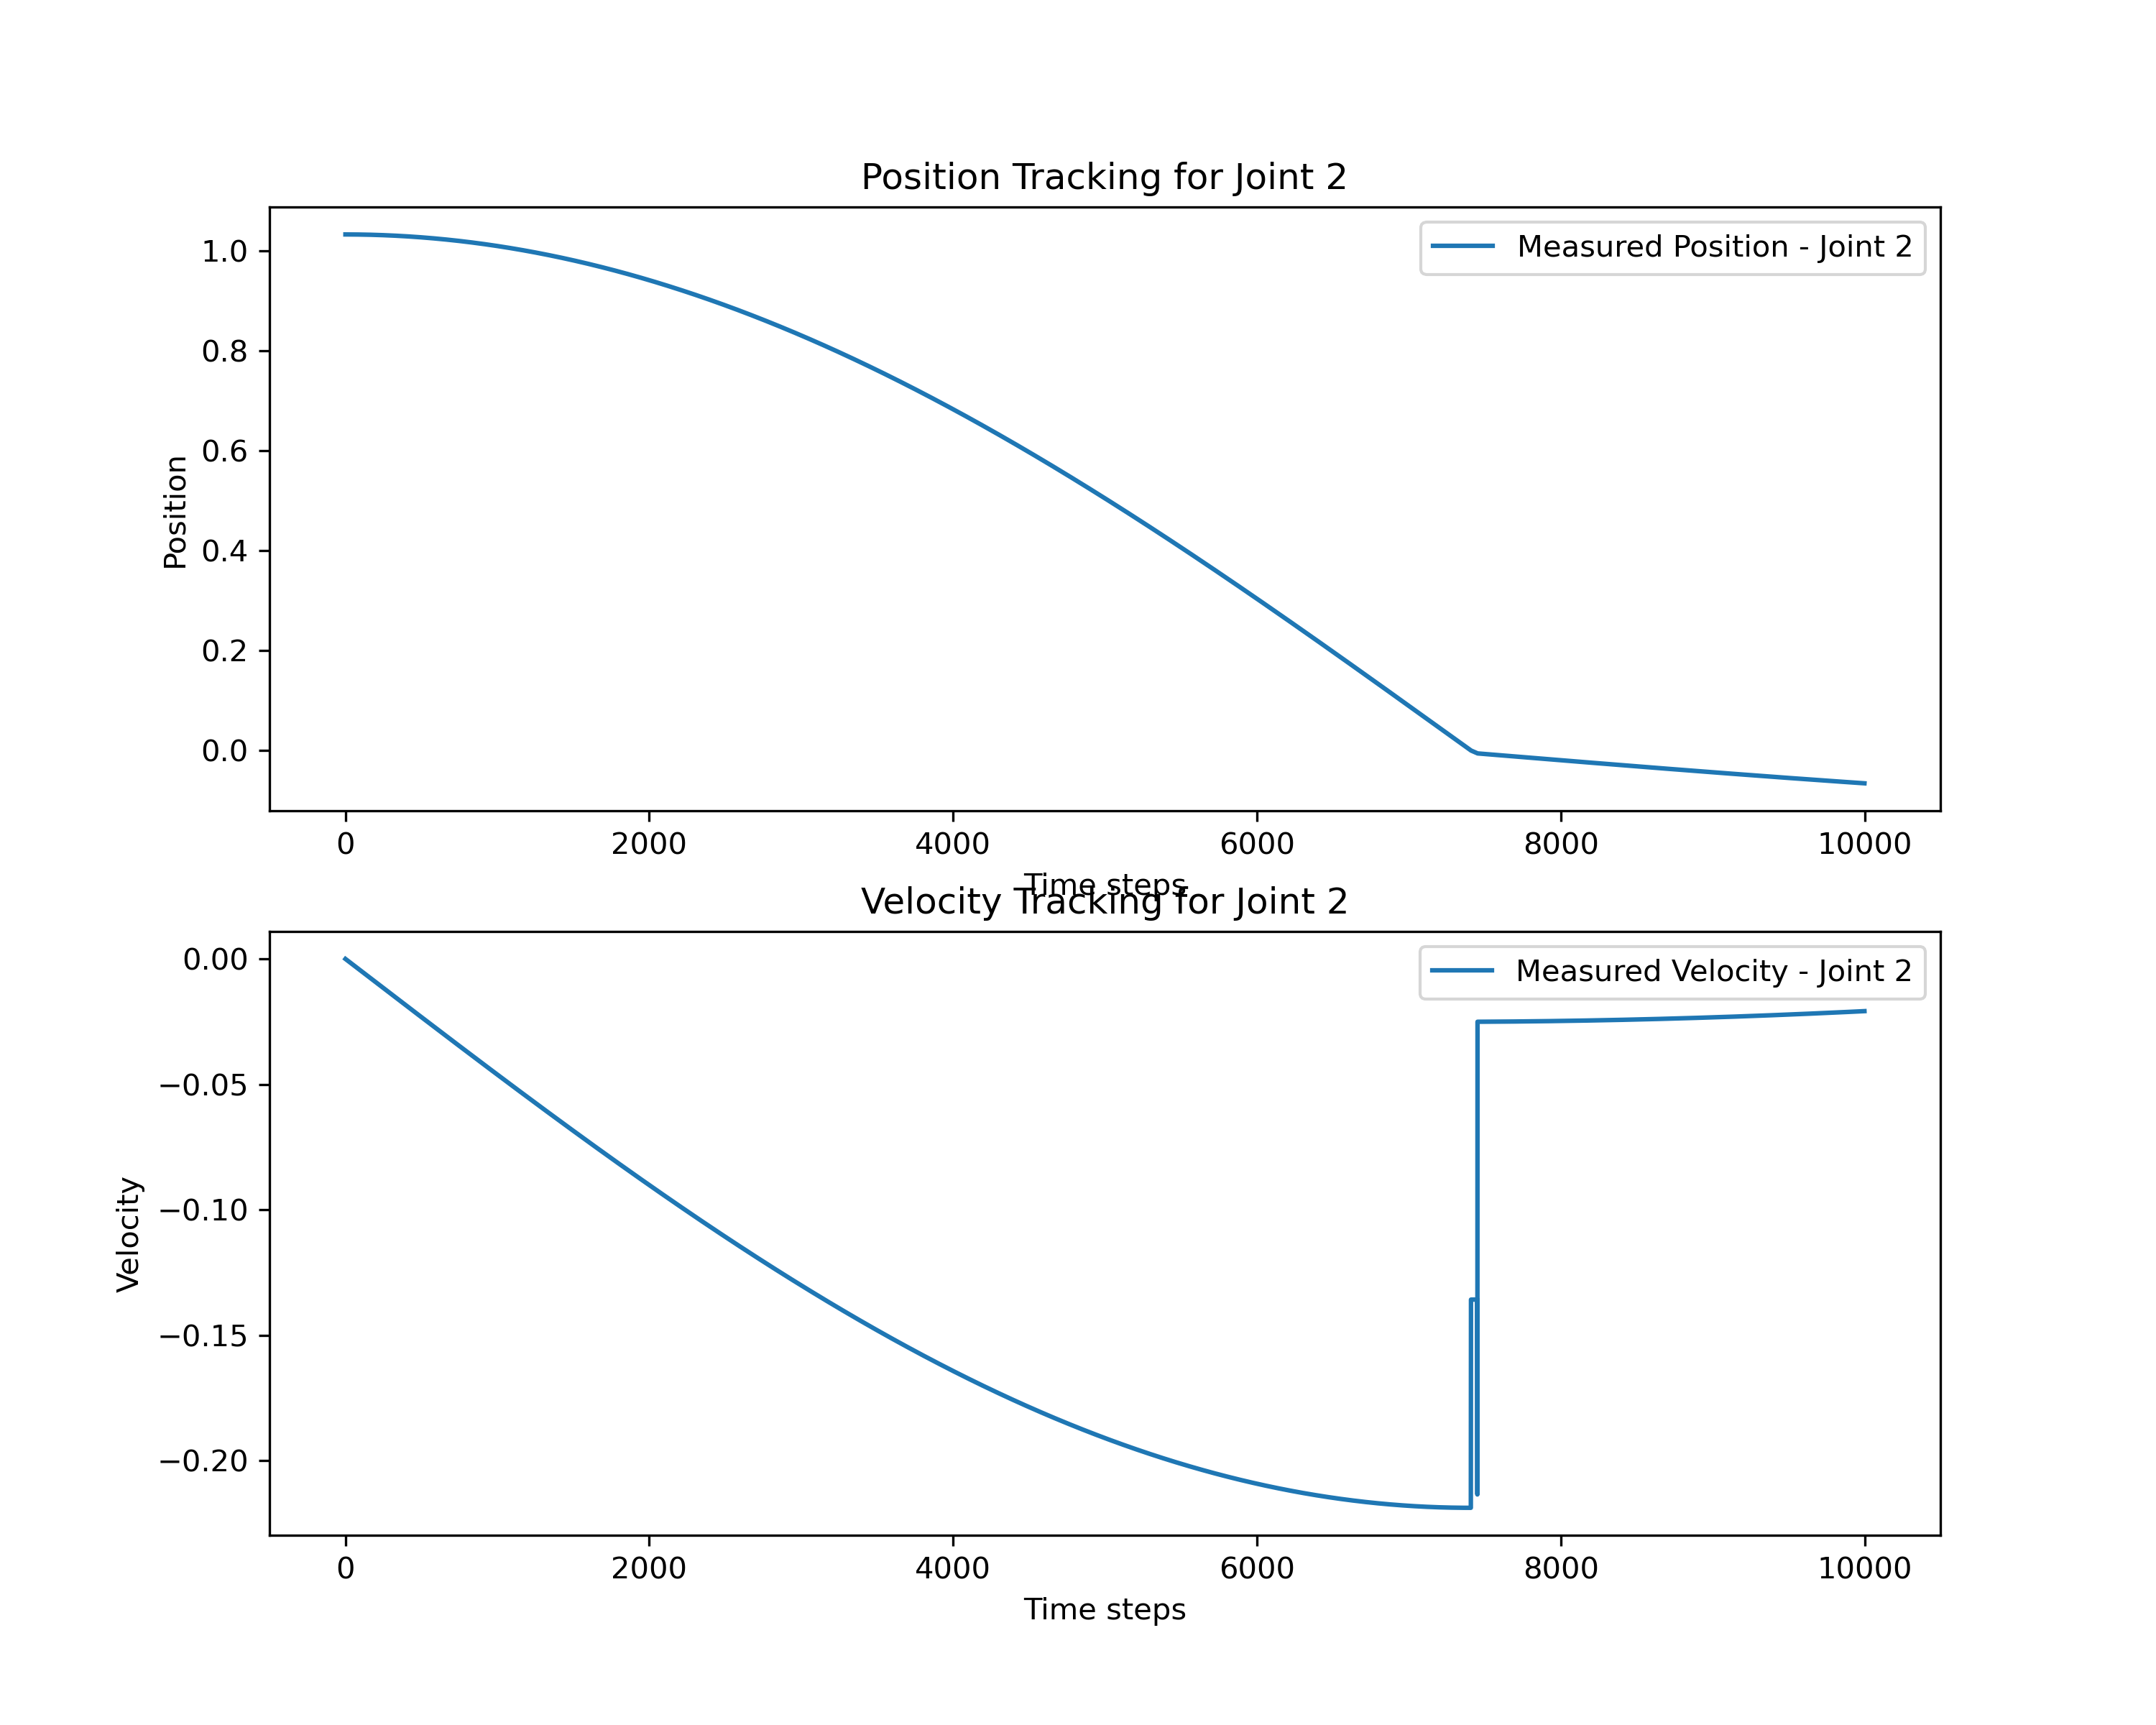 Position Tracking for Joint 2
Measured Position - Joint 2
Position
1.0
0.8
0.6
0.4
0.2
0.0
0 2000 4000 6000 8000 10000
Time steps
Velocity Tracking for Joint 2
Measured Velocity - Joint 2
Velocity
0.00
−0.05
−0.10
−0.15
−0.20
0 2000 4000 6000 8000 10000
Time steps